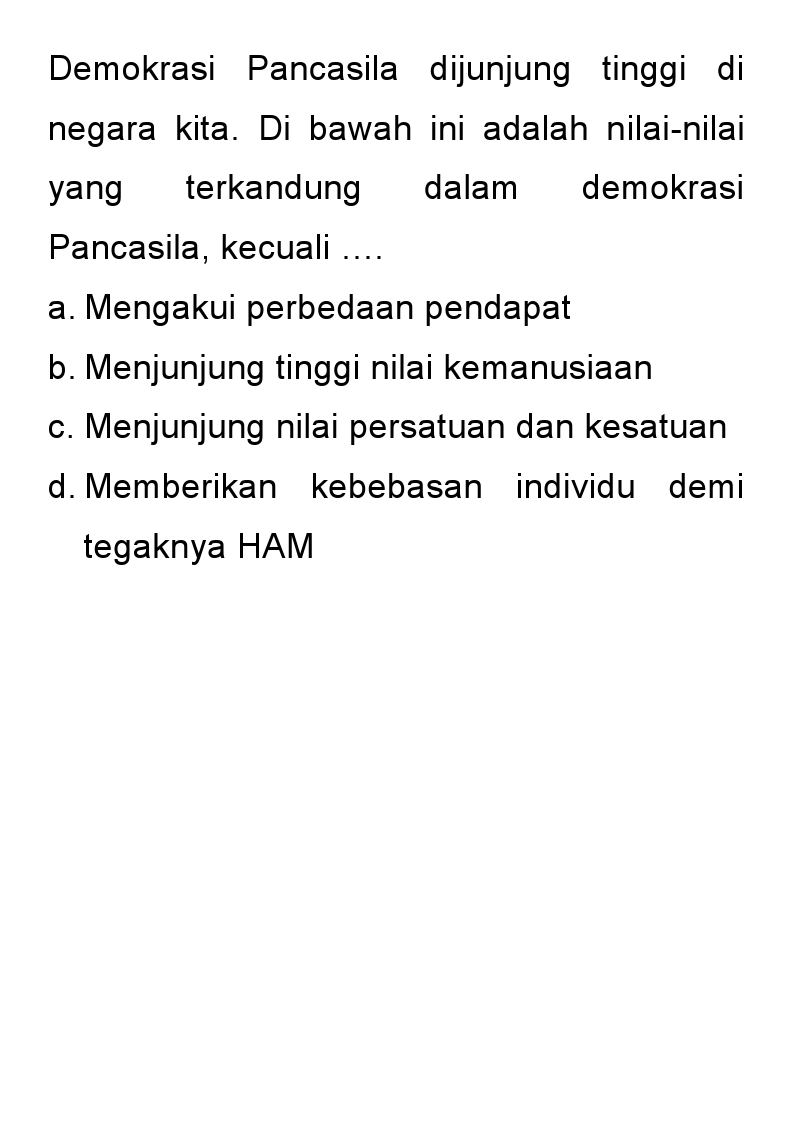 Demokrasi Pancasila dijunjung tinggi di
negara kita. Di bawah ini adalah nilai-nilai
yang terkandung dalam demokrasi
Pancasila, kecuali ….
a. Mengakui perbedaan pendapat
b. Menjunjung tinggi nilai kemanusiaan
c. Menjunjung nilai persatuan dan kesatuan
d. Memberikan kebebasan individu demi
tegaknya HAM